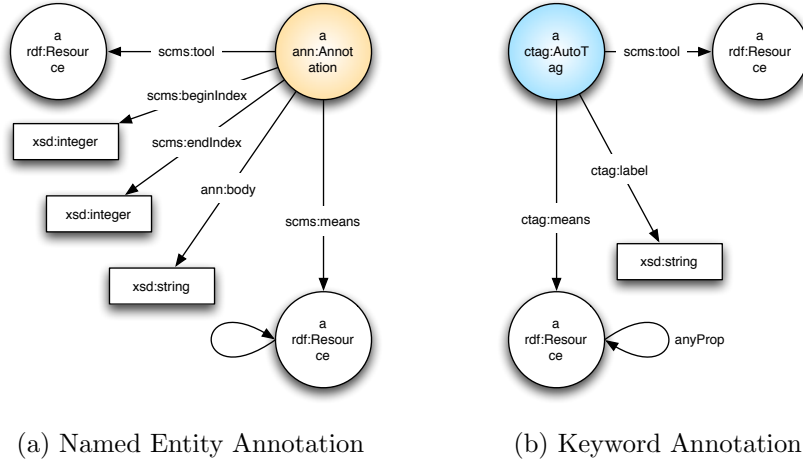 a
rdf:Resour
ce
scms:tool
a
ann:Annot
ation
scms:beginIndex
xsd:integer
scms:endIndex
xsd:integer
ann:body
xsd:string
scms:means
a
rdf:Resour
ce
(a) Named Entity Annotation
a
ctag:AutoT
ag
scms:tool
a
rdf:Resour
ce
ctag:label
ctag:means
xsd:string
a
rdf:Resour
ce
anyProp
(b) Keyword Annotation